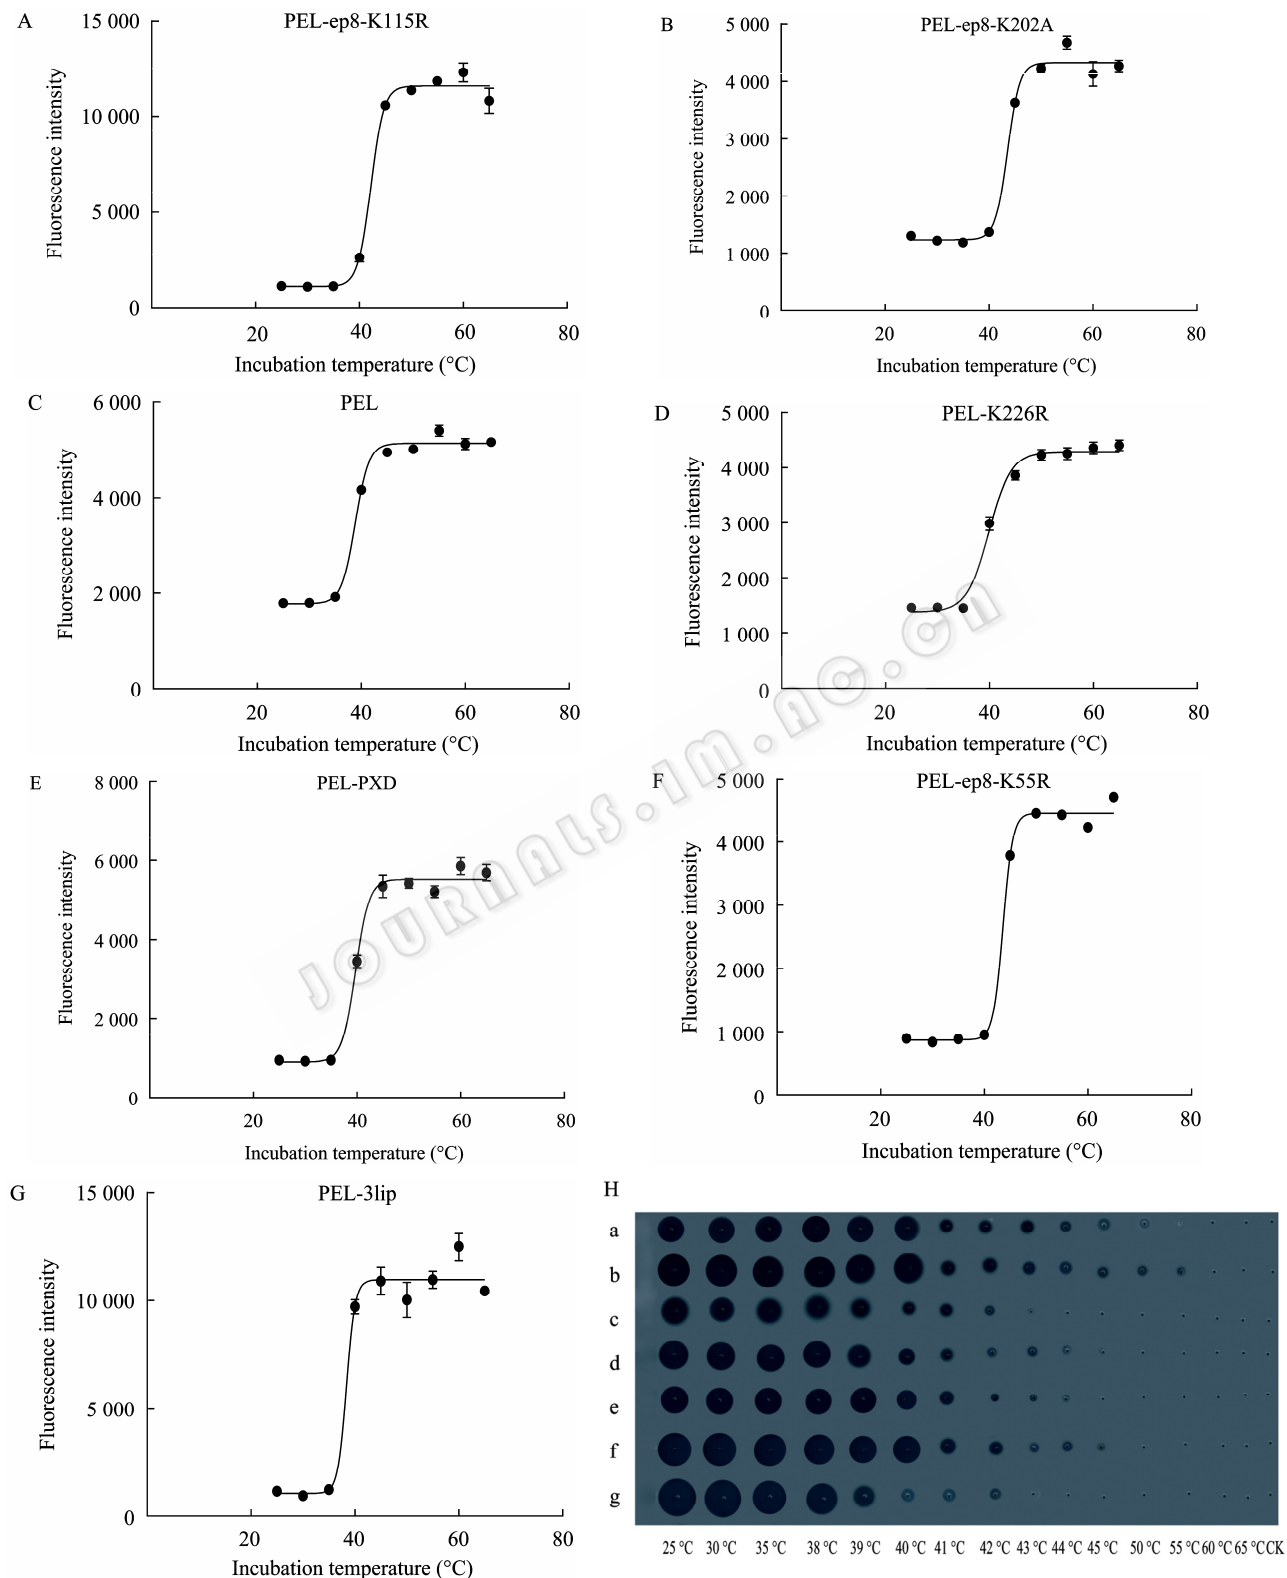 A
PEL-ep8-K115R
15 000
10 000
5 000
0
20 40 60 80
Fluorescence intensity
Incubation temperature (°C)
B
PEL-ep8-K202A
5 000
4 000
3 000
2 000
1 000
0
20 40 60 80
Fluorescence intensity
Incubation temperature (°C)
C
PEL
6 000
4 000
2 000
0
20 40 60 80
Fluorescence intensity
Incubation temperature (°C)
D
PEL-K226R
5 000
4 000
3 000
2 000
1 000
0
20 40 60 80
Fluorescence intensity
Incubation temperature (°C)
E
PEL-PXD
8 000
6 000
4 000
2 000
0
20 40 60 80
Fluorescence intensity
Incubation temperature (°C)
F
PEL-ep8-K55R
5 000
4 000
3 000
2 000
1 000
0
20 40 60 80
Fluorescence intensity
Incubation temperature (°C)
G
PEL-3lip
15 000
10 000
5 000
0
20 40 60 80
Fluorescence intensity
Incubation temperature (°C)
H
a
b
c
d
e
f
g
25 °C 30 °C 35 °C 38 °C 39 °C 40 °C 41 °C 42 °C 43 °C 44 °C 45 °C 50 °C 55 °C 60 °C 65 °C CK
JOURNALS.IM.AC.CN